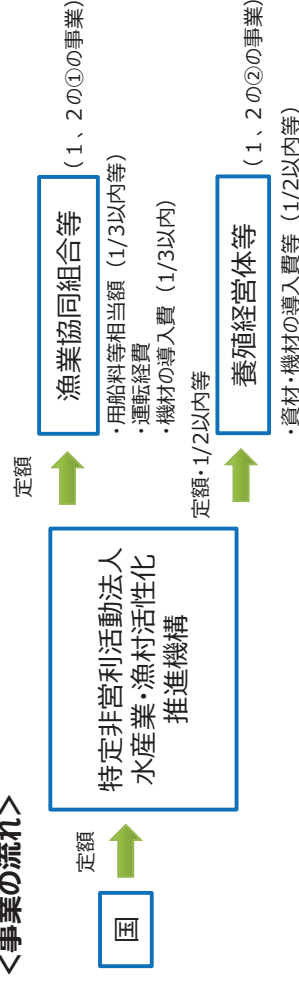 <事業の流れ>
国
定額
特定非営利活動法人
水産業・漁村活性化
推進機構
定額
漁業協同組合等
(1、2の①の事業)
・用船料等相当額(1/3以内等)
・運転経費
・機材の導入費(1/3以内)
定額・1/2以内等
養殖経営体等
(1、2の②の事業)
・資材・機材の導入費等(1/2以内等)